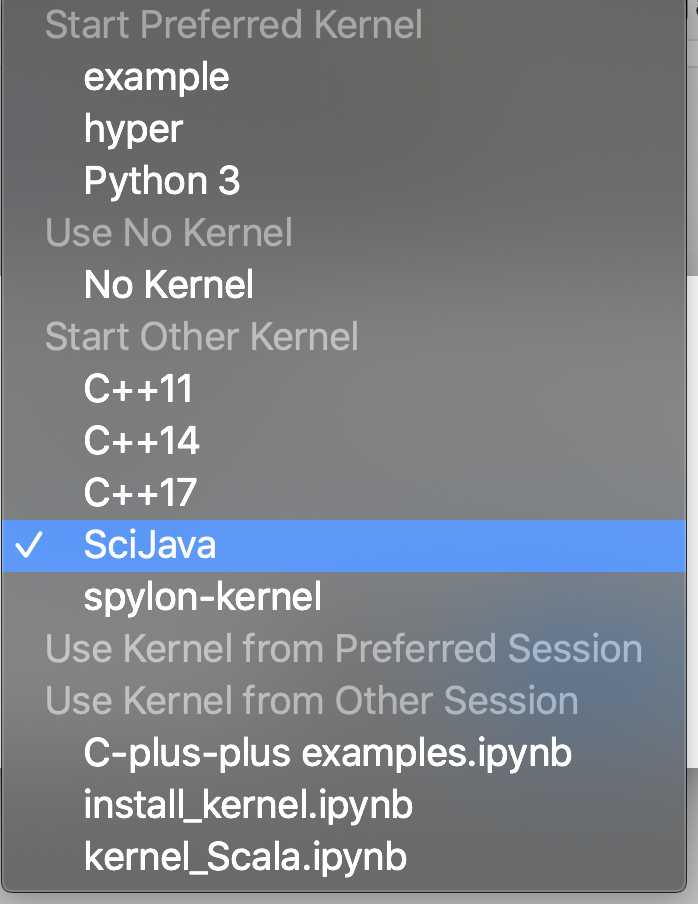 Start Preferred Kernel
example
hyper
Python 3
Use No Kernel
No Kernel
Start Other Kernel
C++11
C++14
C++17
✓ SciJava
spylon-kernel
Use Kernel from Preferred Session
Use Kernel from Other Session
C-plus-plus examples.ipynb
install_kernel.ipynb
kernel_Scala.ipynb